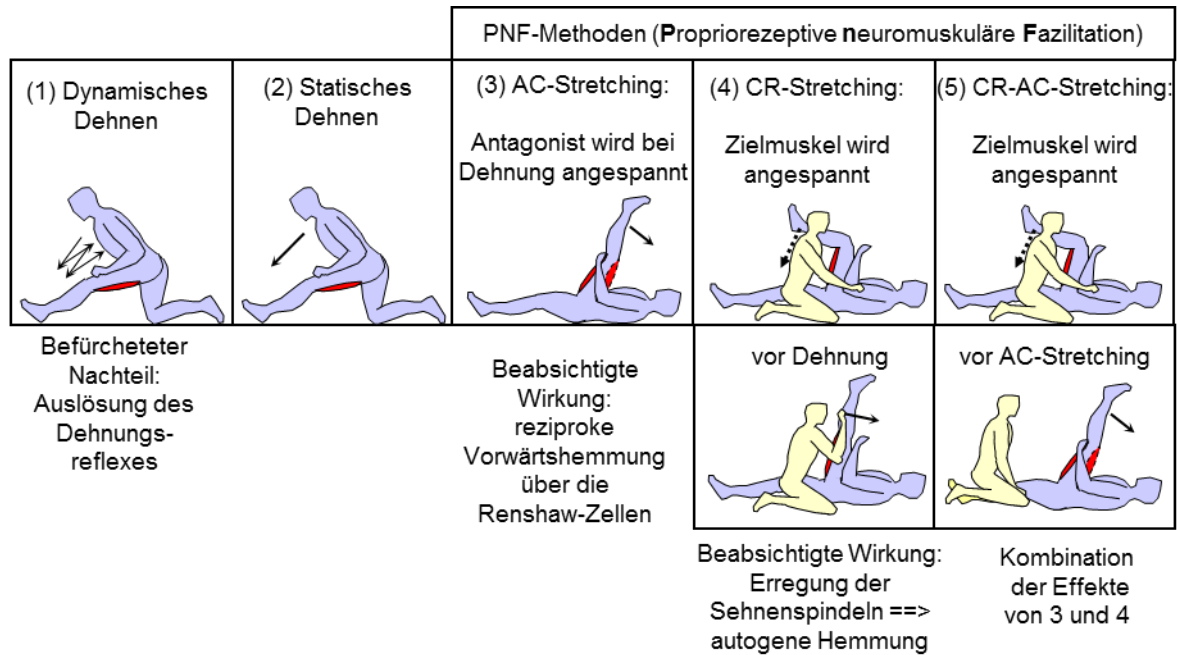 PNF-Methoden (Propriorezeptive neuromuskuläre Fazilitation)
(1) Dynamisches
Dehnen
(2) Statisches
Dehnen
(3) AC-Stretching:
Antagonist wird bei
Dehnung angespannt
(4) CR-Stretching:
Zielmuskel wird
angespannt
(5) CR-AC-Stretching:
Zielmuskel wird
angespannt
Befürcheteter
Nachteil:
Auslösung des
Dehnungs-
reflexes
Beabsichtigte
Wirkung:
reziproke
Vorwärtshemmung
über die
Renshaw-Zellen
vor Dehnung
vor AC-Stretching
Beabsichtigte Wirkung:
Erregung der
Sehnenspindeln ==>
autogene Hemmung
Kombination
der Effekte
von 3 und 4